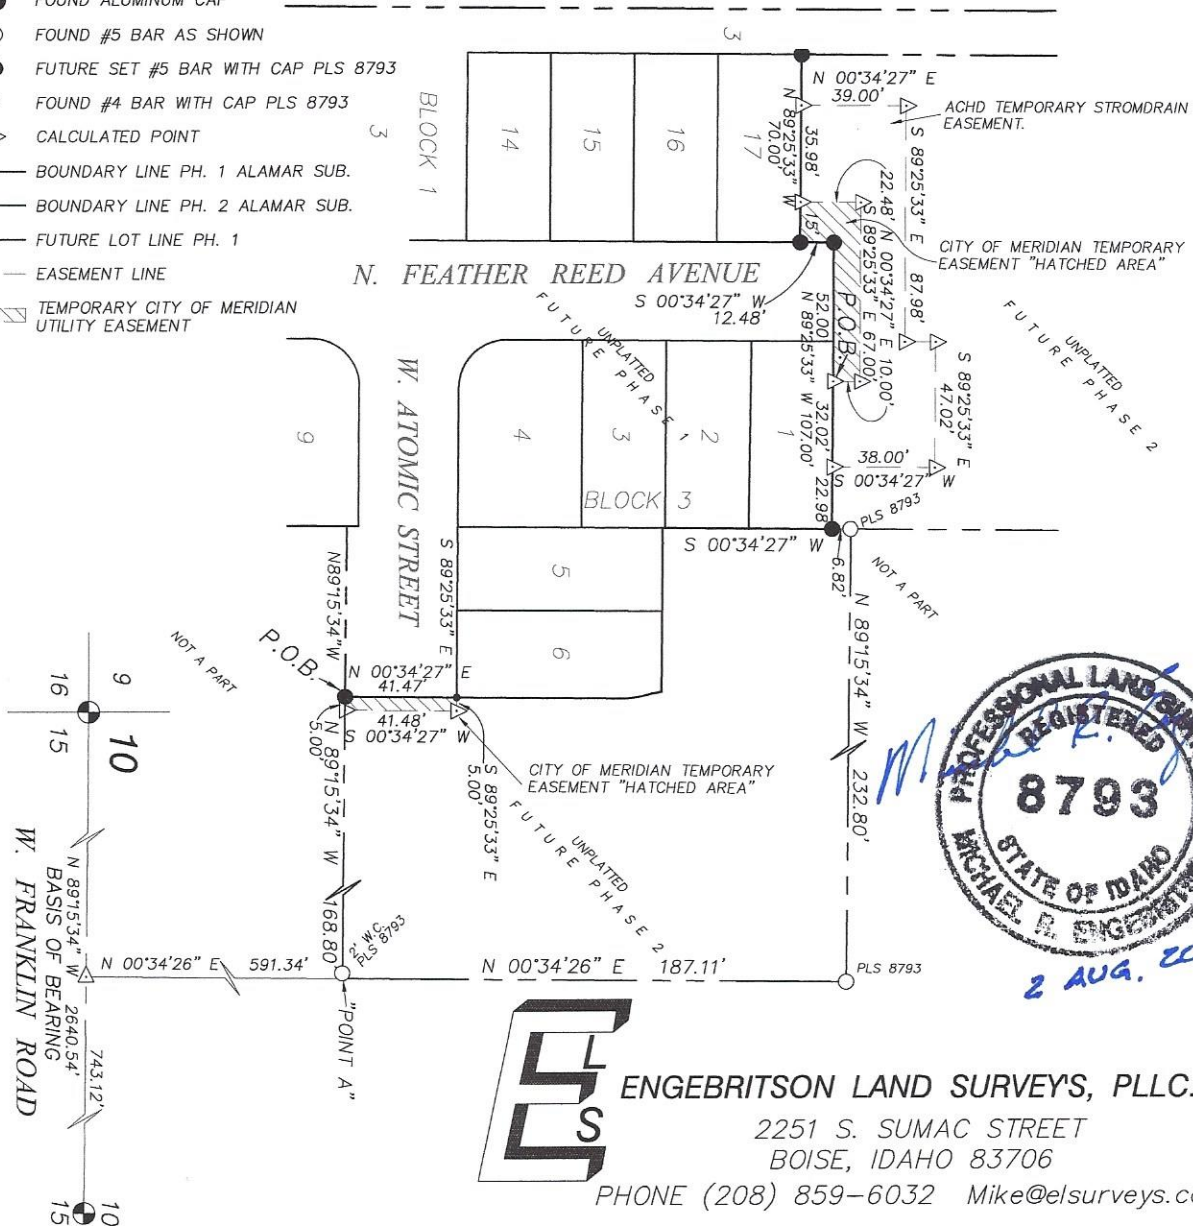 FOUND ALUMINUM CAP
FOUND #5 BAR AS SHOWN
FUTURE SET #5 BAR WITH CAP PLS 8793
FOUND #4 BAR WITH CAP PLS 8793
CALCULATED POINT
BOUNDARY LINE PH. 1 ALAMAR SUB.
BOUNDARY LINE PH. 2 ALAMAR SUB.
FUTURE LOT LINE PH. 1
EASEMENT LINE
TEMPORARY CITY OF MERIDIAN
UTILITY EASEMENT
3
BLOCK 1
3
14
15
16
17
N 00°34'27" E
39.00'
ACHD TEMPORARY STROMDRAIN
EASEMENT.
35.98'
N 89°25'33" W
70.00'
15'
S 89°25'33" E
87.98'
22.48'
N 00°34'27" E 10.00'
S 89°25'33" E 67.00'
CITY OF MERIDIAN TEMPORARY
EASEMENT "HATCHED AREA"
N. FEATHER REED AVENUE
S 00°34'27" W
12.48'
52.00
P.O.B.
N 89°25'33" W 107.00'
32.02'
22.98
UNPLATTED
FUTURE PHASE 1
UNPLATTED
FUTURE PHASE 2
S 89°25'33" E
47.02'
38.00'
S 00°34'27" W
W. ATOMIC STREET
9
4
3
2
1
BLOCK 3
PLS 8793
S 00°34'27" W
6.82'
NOT A PART
5
6
S 89°25'33" E
N89°15'34"W
N 89°15'34" W
232.80'
NOT A PART
P.O.B.
N 00°34'27" E
41.47'
41.48'
S 00°34'27" W
5.00'
N 89°15'34" W
168.80'
S 89°25'33" E
5.00'
CITY OF MERIDIAN TEMPORARY
EASEMENT "HATCHED AREA"
UNPLATTED
FUTURE PHASE 2
9
16
15
10
W. FRANKLIN ROAD
N 89°15'34" W 2640.54'
BASIS OF BEARING
743.12'
N 00°34'26" E 591.34'
2' W.C.
PLS 8793
"POINT A"
N 00°34'26" E 187.11'
PLS 8793
10
15
PROFESSIONAL LAND
REGISTERED
8793
STATE OF IDAHO
MICHAEL R.
2 AUG.
E
L
S
ENGEBRITSON LAND SURVEYS, PLLC.
2251 S. SUMAC STREET
BOISE, IDAHO 83706
PHONE (208) 859-6032 Mike@elsurveys.co